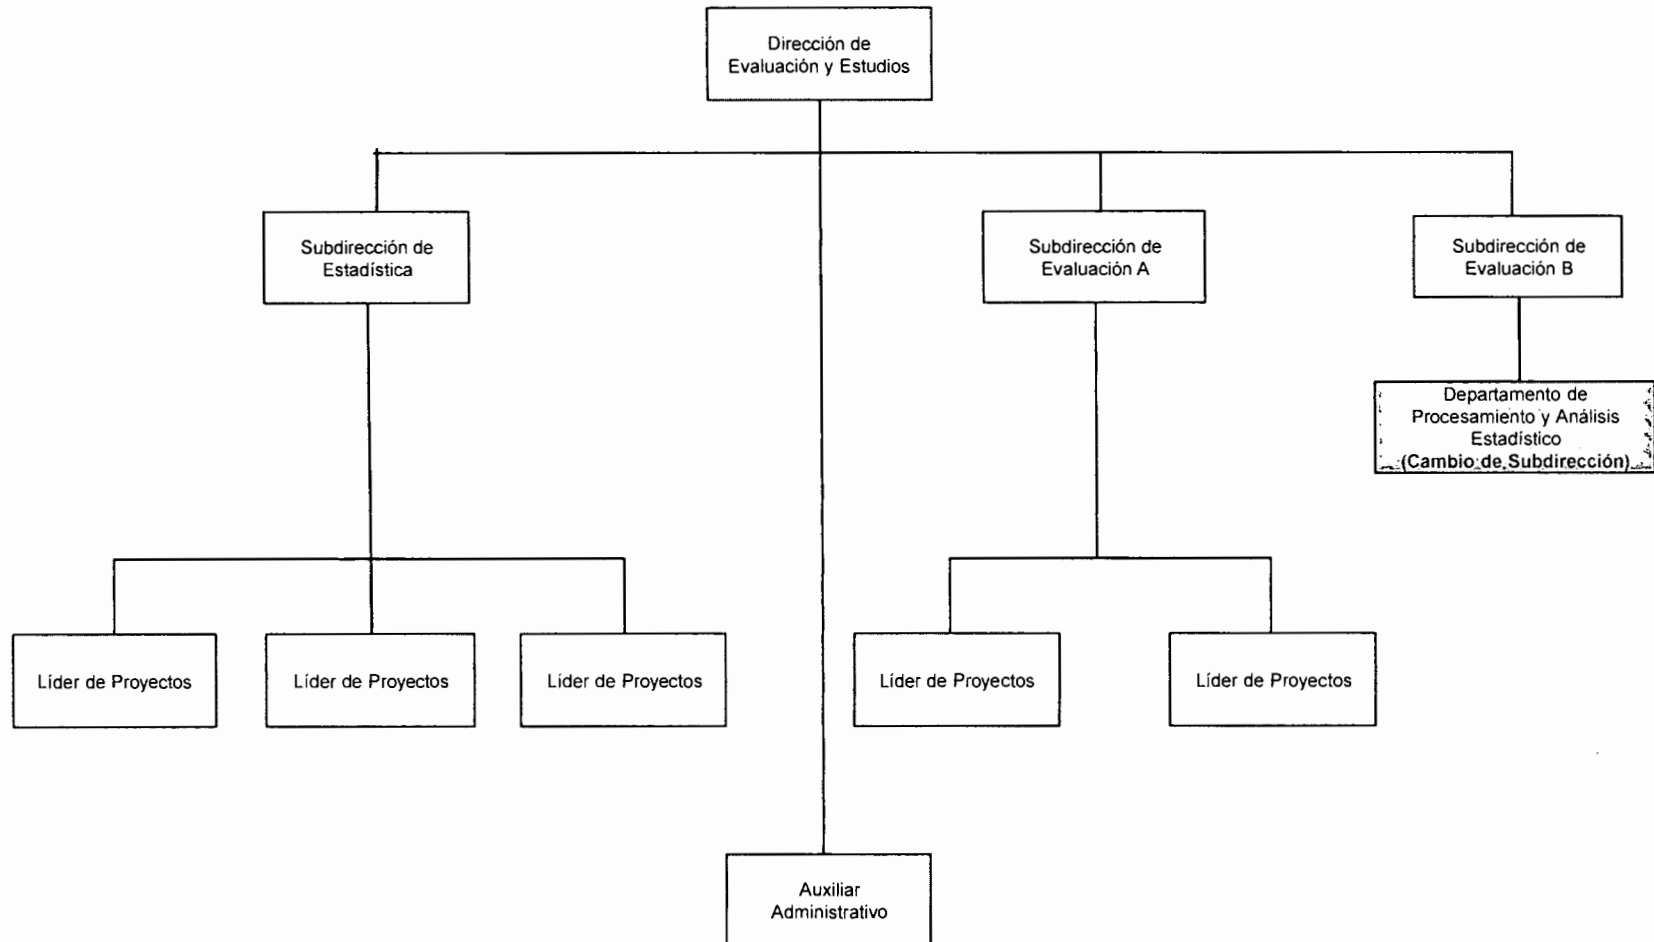 Dirección de
Evaluación y Estudios
Subdirección de
Estadística
Subdirección de
Evaluación A
Subdirección de
Evaluación B
Departamento de
Procesamiento y Análisis
Estadístico
(Cambio de Subdirección)
Líder de Proyectos
Líder de Proyectos
Líder de Proyectos
Líder de Proyectos
Líder de Proyectos
Auxiliar
Administrativo